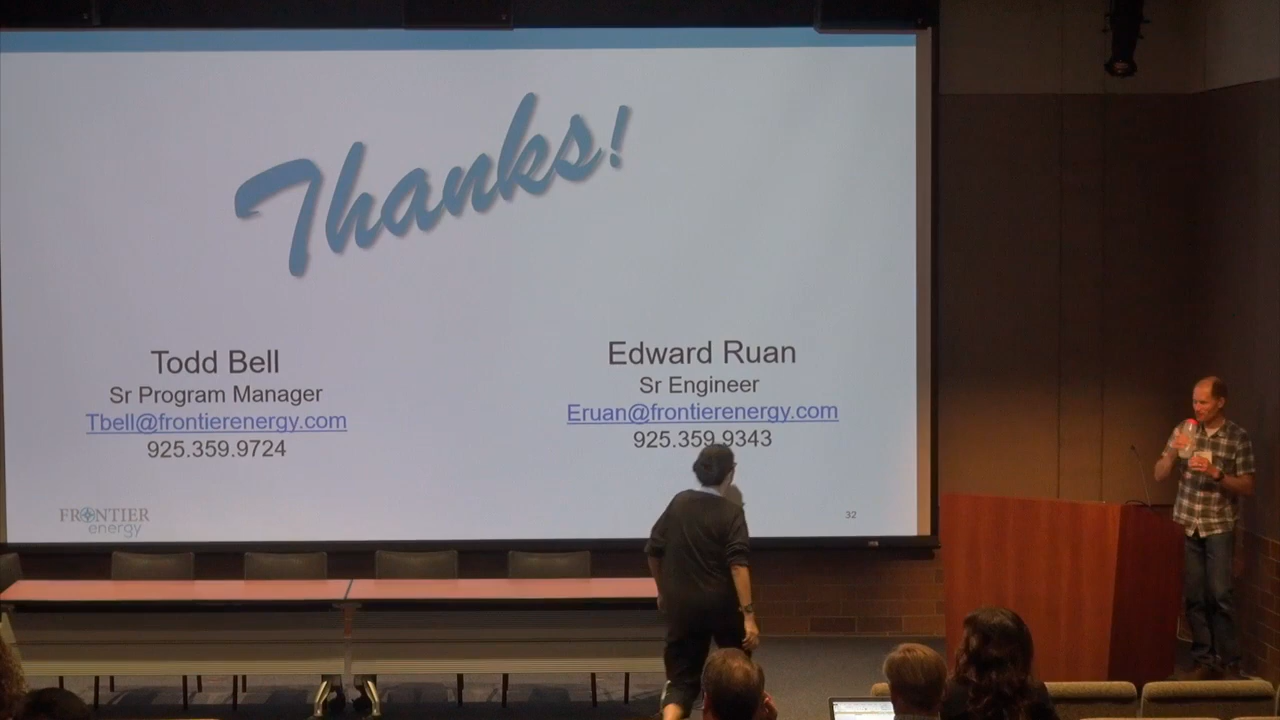 Thanks!
Todd Bell
Sr Program Manager
Tbell@frontierenergy.com
925.359.9724
Edward Ruan
Sr Engineer
Eruan@frontierenergy.com
925.359.9343
FRONTIER
energy
32